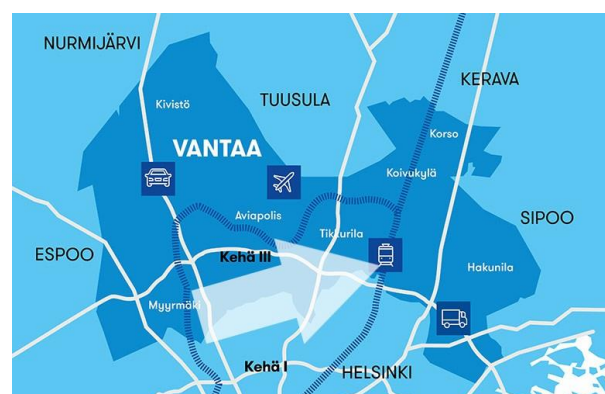 NURMIJÄRVI
KERAVA
TUUSULA
Kivistö
Korso
VANTAA
Koivukylä
SIPOO
Aviapolis
Tikkurila
ESPOO
Kehä III
Hakunila
Myyrmäki
Kehä I
HELSINKI